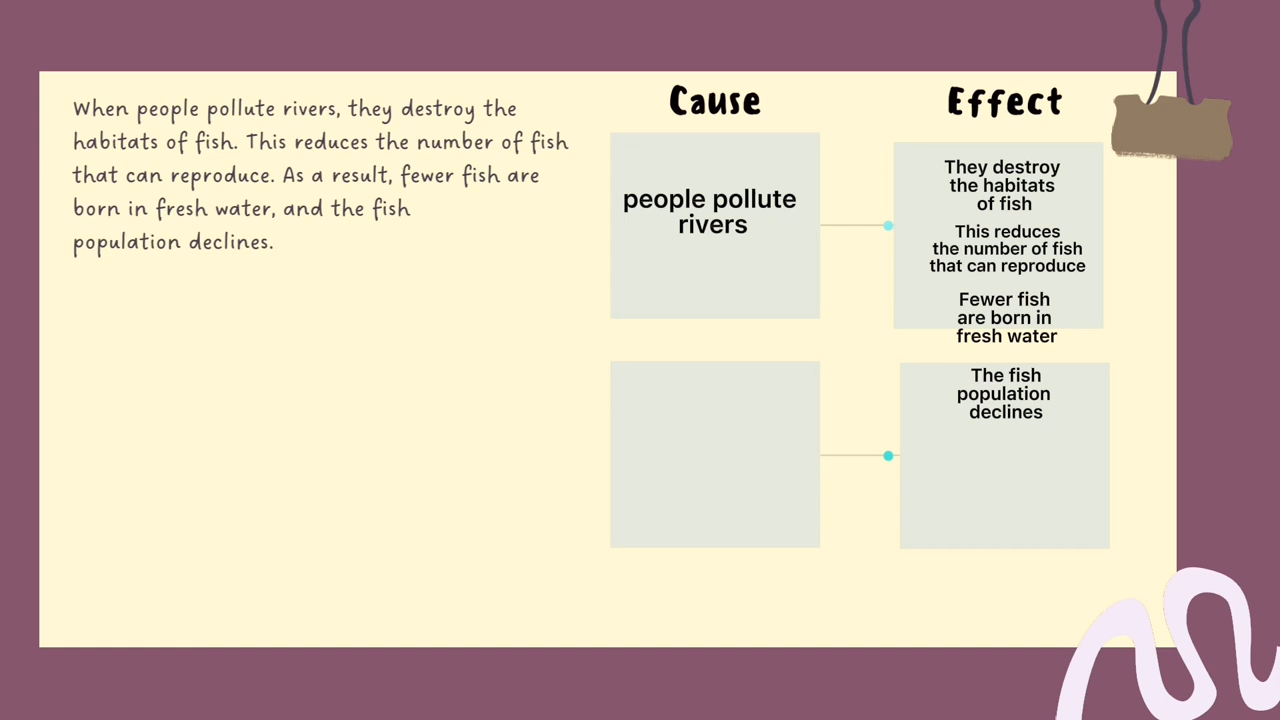 When people pollute rivers, they destroy the
habitats of fish. This reduces the number of fish
that can reproduce. As a result, fewer fish are
born in fresh water, and the fish
population declines.
Cause
people pollute
rivers
Effect
They destroy
the habitats
of fish
This reduces
the number of fish
that can reproduce
Fewer fish
are born in
fresh water
The fish
population
declines